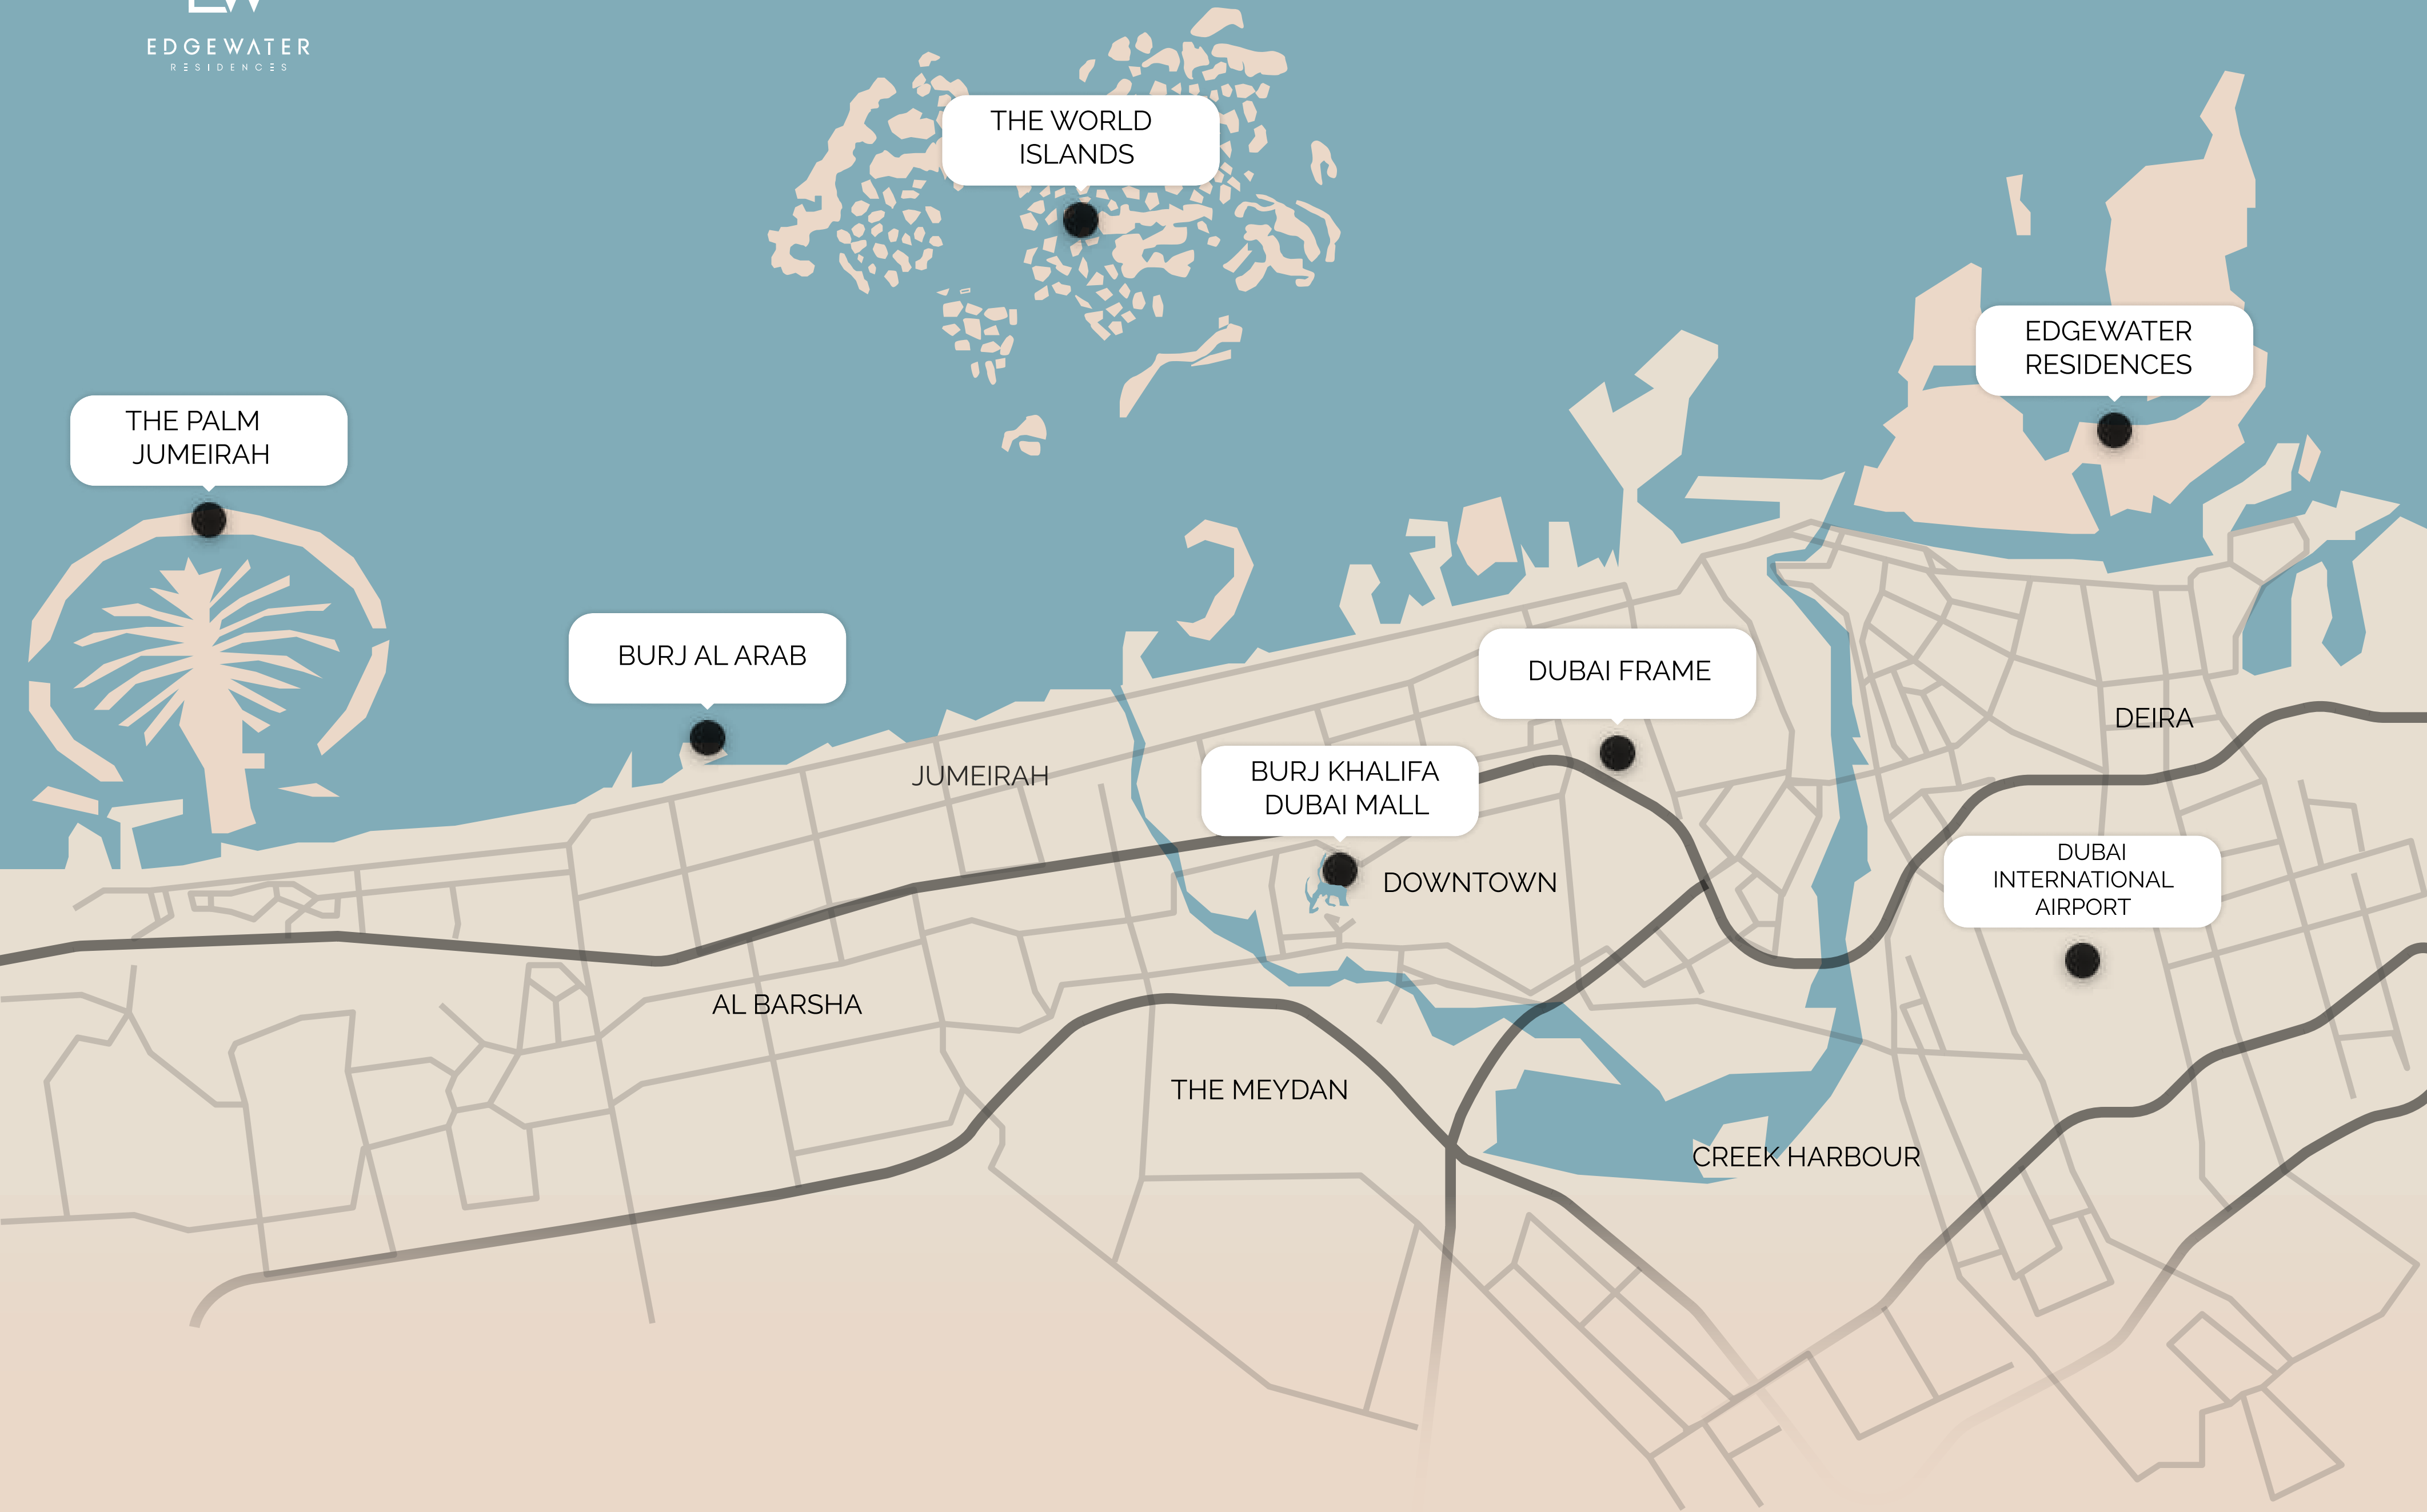 EDGEWATER
RESIDENCES
THE WORLD
ISLANDS
EDGEWATER
RESIDENCES
THE PALM
JUMEIRAH
BURJ AL ARAB
DUBAI FRAME
DEIRA
JUMEIRAH
BURJ KHALIFA
DUBAI MALL
DOWNTOWN
DUBAI
INTERNATIONAL
AIRPORT
AL BARSHA
THE MEYDAN
CREEK HARBOUR